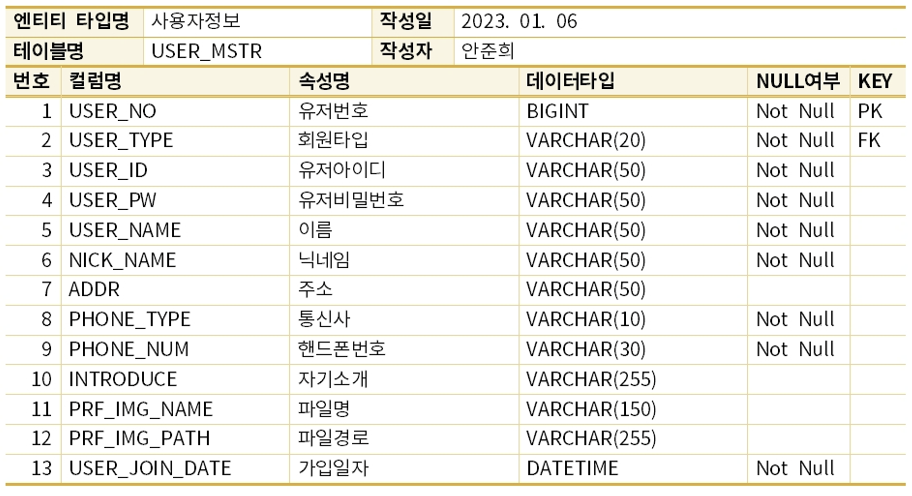 엔티티 타입명 사용자정보 작성일 2023. 01. 06
테이블명 USER_MSTR 작성자 안준희
번호 컬럼명 속성명 데이터타입 NULL여부 KEY
1 USER_NO 유저번호 BIGINT Not Null PK
2 USER_TYPE 회원타입 VARCHAR(20) Not Null FK
3 USER_ID 유저아이디 VARCHAR(50) Not Null
4 USER_PW 유저비밀번호 VARCHAR(50) Not Null
5 USER_NAME 이름 VARCHAR(50) Not Null
6 NICK_NAME 닉네임 VARCHAR(50) Not Null
7 ADDR 주소 VARCHAR(50)
8 PHONE_TYPE 통신사 VARCHAR(10) Not Null
9 PHONE_NUM 핸드폰번호 VARCHAR(30) Not Null
10 INTRODUCE 자기소개 VARCHAR(255)
11 PRF_IMG_NAME 파일명 VARCHAR(150)
12 PRF_IMG_PATH 파일경로 VARCHAR(255)
13 USER_JOIN_DATE 가입일자 DATETIME Not Null